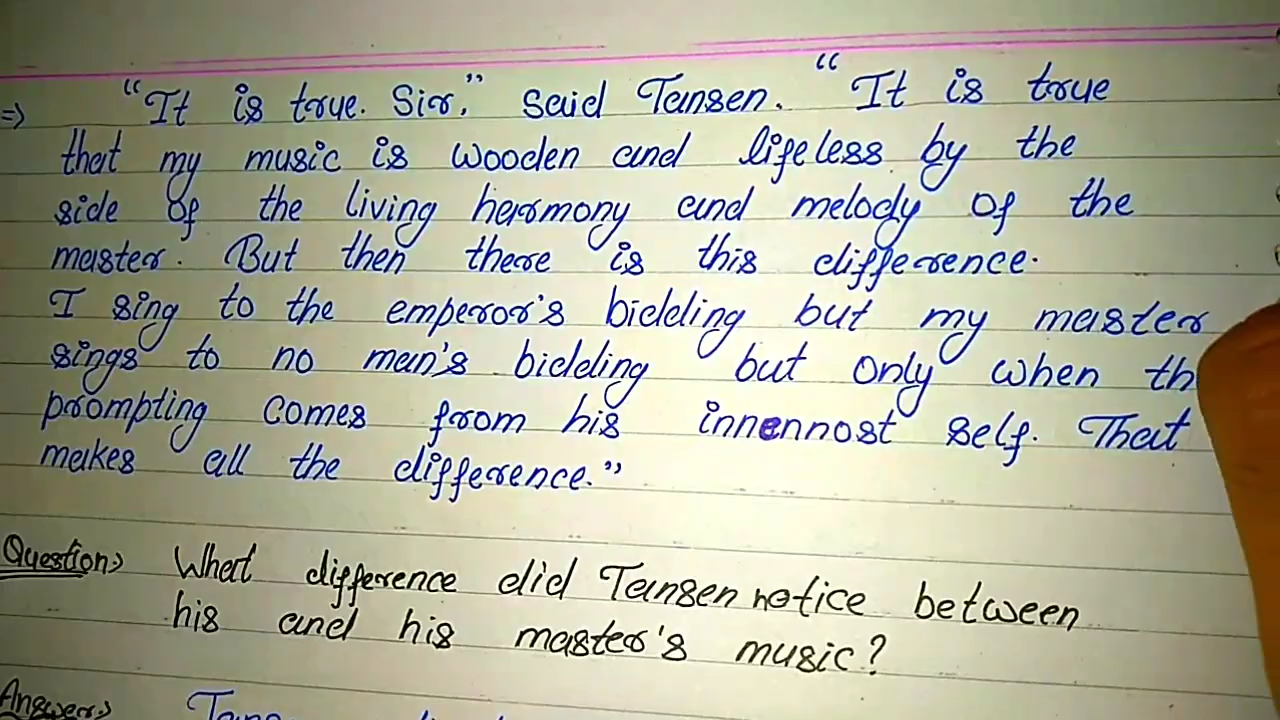 ⇒ "It is true. Sir," said Tansen. "It is true
that my music is wooden and lifeless by the
side of the living harmony and melody of the
master. But then there is this difference.
I sing to the emperor's bidding but my master
sings to no man's bidding but only when th
prompting comes from his innennost self. That
makes all the difference."
Question⇒ What difference did Tansen notice between
his and his master's music?
Answer⇒